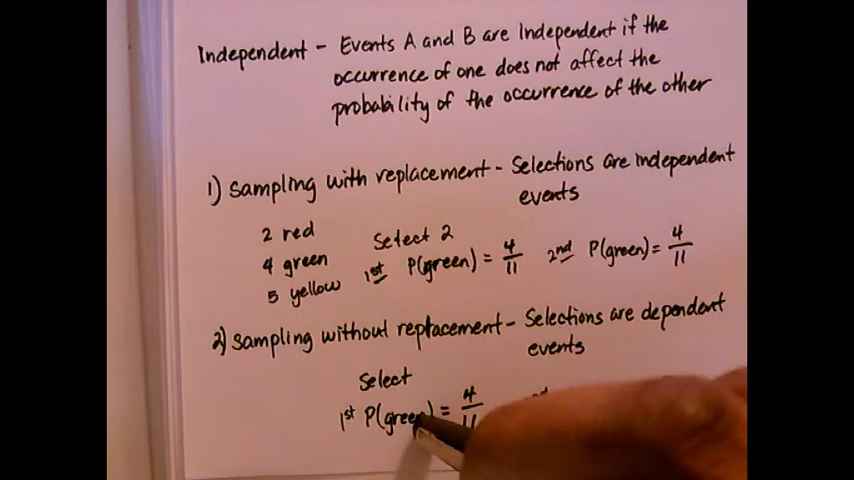 Independent - Events A and B are Independent if the
occurrence of one does not affect the
probability of the occurrence of the other
1) Sampling with replacement - Selections are independent
events
2 red
4 green
5 yellow
Select 2
1st P(green) = 4/11 2nd P(green) = 4/11
2) Sampling without replacement - Selections are dependent
events
Select
1st P(green) = 4/11